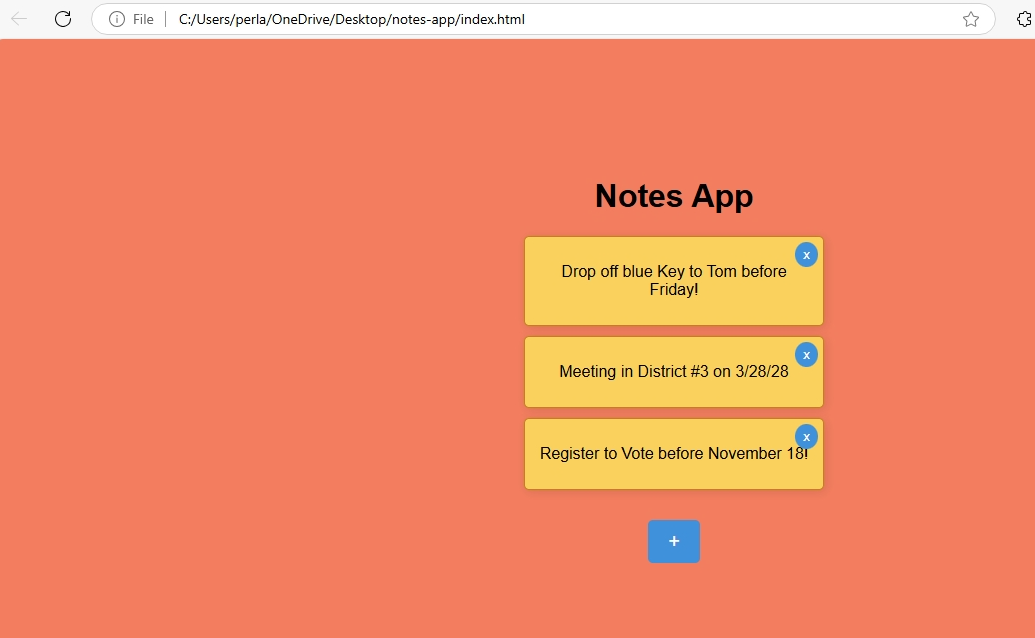 File C:/Users/perla/OneDrive/Desktop/notes-app/index.html
Notes App
x
Drop off blue Key to Tom before
Friday!
x
Meeting in District #3 on 3/28/28
x
Register to Vote before November 18!
+